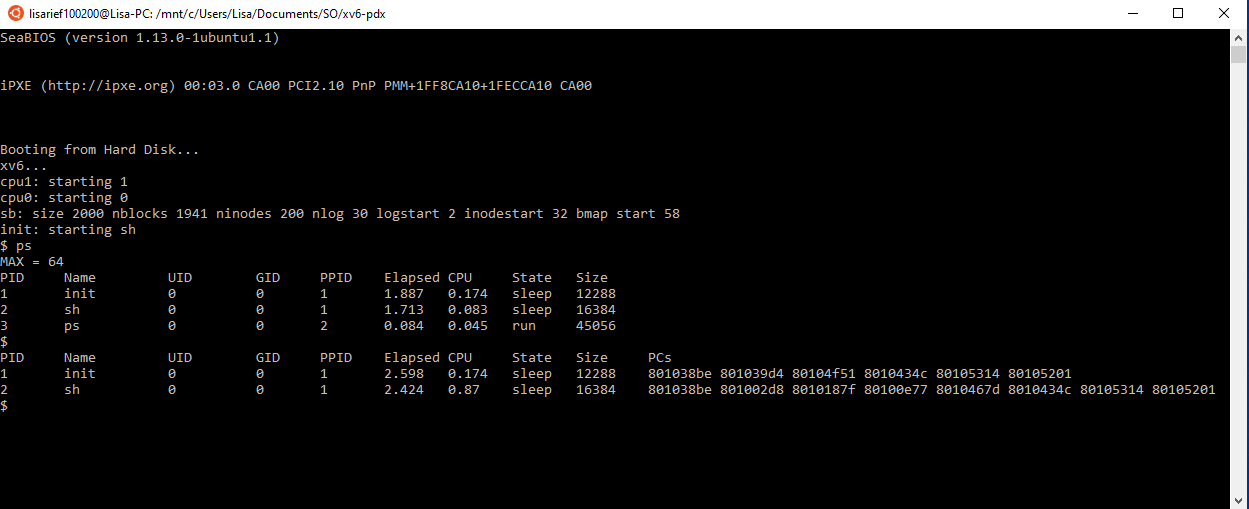 lisarief100200@Lisa-PC: /mnt/c/Users/Lisa/Documents/SO/xv6-pdx
SeaBIOS (version 1.13.0-1ubuntu1.1)
iPXE (http://ipxe.org) 00:03.0 CA00 PCI2.10 PnP PMM+1FF8CA10+1FECCA10 CA00
Booting from Hard Disk...
xv6...
cpu1: starting 1
cpu0: starting 0
sb: size 2000 nblocks 1941 ninodes 200 nlog 30 logstart 2 inodestart 32 bmap start 58
init: starting sh
$ ps
MAX = 64
PID Name UID GID PPID Elapsed CPU State Size
1 init 0 0 1 1.887 0.174 sleep 12288
2 sh 0 0 1 1.713 0.083 sleep 16384
3 ps 0 0 2 0.084 0.045 run 45056
$
PID Name UID GID PPID Elapsed CPU State Size PCs
1 init 0 0 1 2.598 0.174 sleep 12288 801038be 801039d4 80104f51 8010434c 80105314 80105201
2 sh 0 0 1 2.424 0.87 sleep 16384 801038be 801002d8 8010187f 80100e77 8010467d 8010434c 80105314 80105201
$